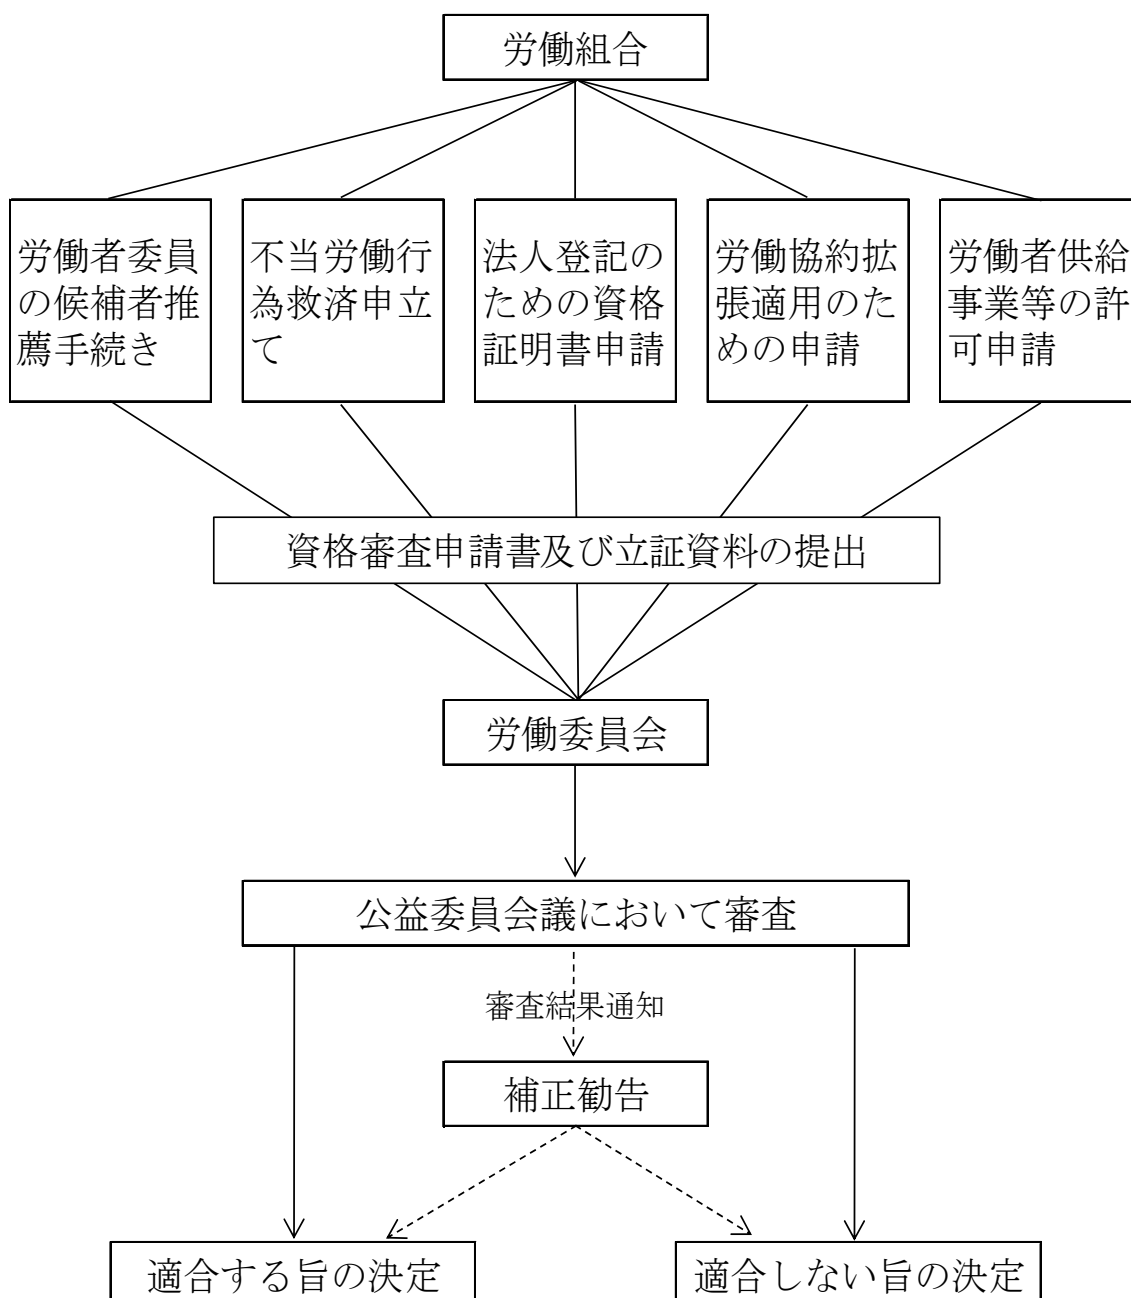 労働組合
労働者委員
の候補者推
薦手続き
不当労働行
為救済申立
て
法人登記の
ための資格
証明書申請
労働協約拡
張適用のた
めの申請
労働者供給
事業等の許
可申請
資格審査申請書及び立証資料の提出
労働委員会
公益委員会議において審査
審査結果通知
補正勧告
適合する旨の決定
適合しない旨の決定